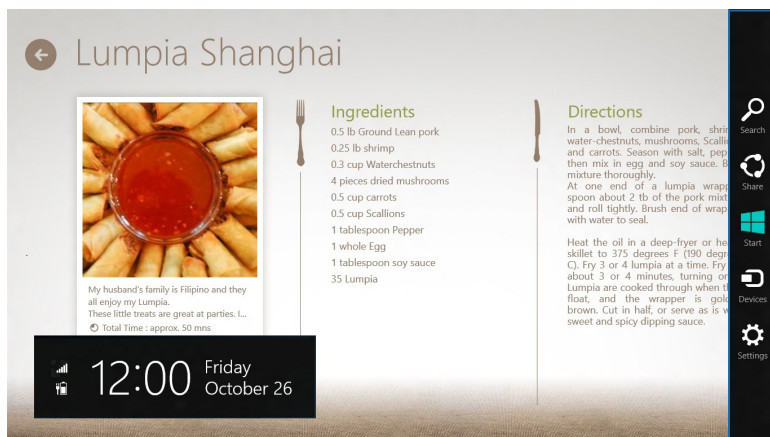 Lumpia Shanghai
My husband's family is Filipino and they
all enjoy my Lumpia.
These little treats are great at parties. I...
Total Time : approx. 50 mns
Ingredients
0.5 lb Ground Lean pork
0.25 lb shrimp
0.3 cup Waterchestnuts
4 pieces dried mushrooms
0.5 cup carrots
0.5 cup Scallions
1 tablespoon Pepper
1 whole Egg
1 tablespoon soy sauce
35 Lumpia
Directions
In a bowl, combine pork,
water-chestnuts, mushrooms,
and carrots. Season with salt,
then mix in egg and soy sauce.
mixture thoroughly.
At one end of a lumpia
spoon about 2 tb of the pork
and roll tightly. Brush end of
with water to seal.
Heat the oil in a deep-fryer or
skillet to 375 degrees F (190
C). Fry 3 or 4 lumpia at a time. Fry
about 3 or 4 minutes, turning
Lumpia are cooked through when
float, and the wrapper is
brown. Cut in half, or serve as is
sweet and spicy dipping sauce.
12:00
Friday
October 26
Search
Share
Start
Devices
Settings